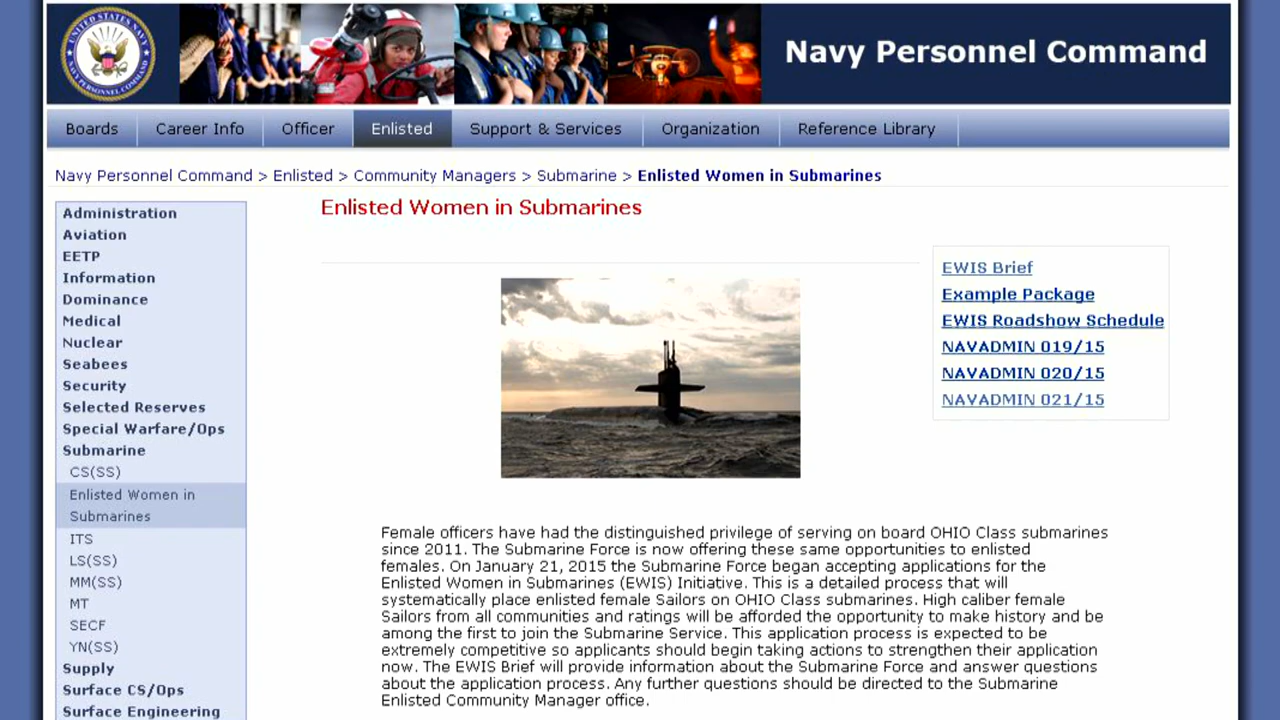 UNITED STATES NAVY
NAVY PERSONNEL COMMAND
Navy Personnel Command
Boards
Career Info
Officer
Enlisted
Support & Services
Organization
Reference Library
Navy Personnel Command > Enlisted > Community Managers > Submarine > Enlisted Women in Submarines
Administration
Aviation
EETP
Information
Dominance
Medical
Nuclear
Seabees
Security
Selected Reserves
Special Warfare/Ops
Submarine
CS(SS)
Enlisted Women in
Submarines
ITS
LS(SS)
MM(SS)
MT
SECF
YN(SS)
Supply
Surface CS/Ops
Surface Engineering
Enlisted Women in Submarines
EWIS Brief
Example Package
EWIS Roadshow Schedule
NAVADMIN 019/15
NAVADMIN 020/15
NAVADMIN 021/15
Female officers have had the distinguished privilege of serving on board OHIO Class submarines
since 2011. The Submarine Force is now offering these same opportunities to enlisted
females. On January 21, 2015 the Submarine Force began accepting applications for the
Enlisted Women in Submarines (EWIS) Initiative. This is a detailed process that will
systematically place enlisted female Sailors on OHIO Class submarines. High caliber female
Sailors from all communities and ratings will be afforded the opportunity to make history and be
among the first to join the Submarine Service. This application process is expected to be
extremely competitive so applicants should begin taking actions to strengthen their application
now. The EWIS Brief will provide information about the Submarine Force and answer questions
about the application process. Any further questions should be directed to the Submarine
Enlisted Community Manager office.